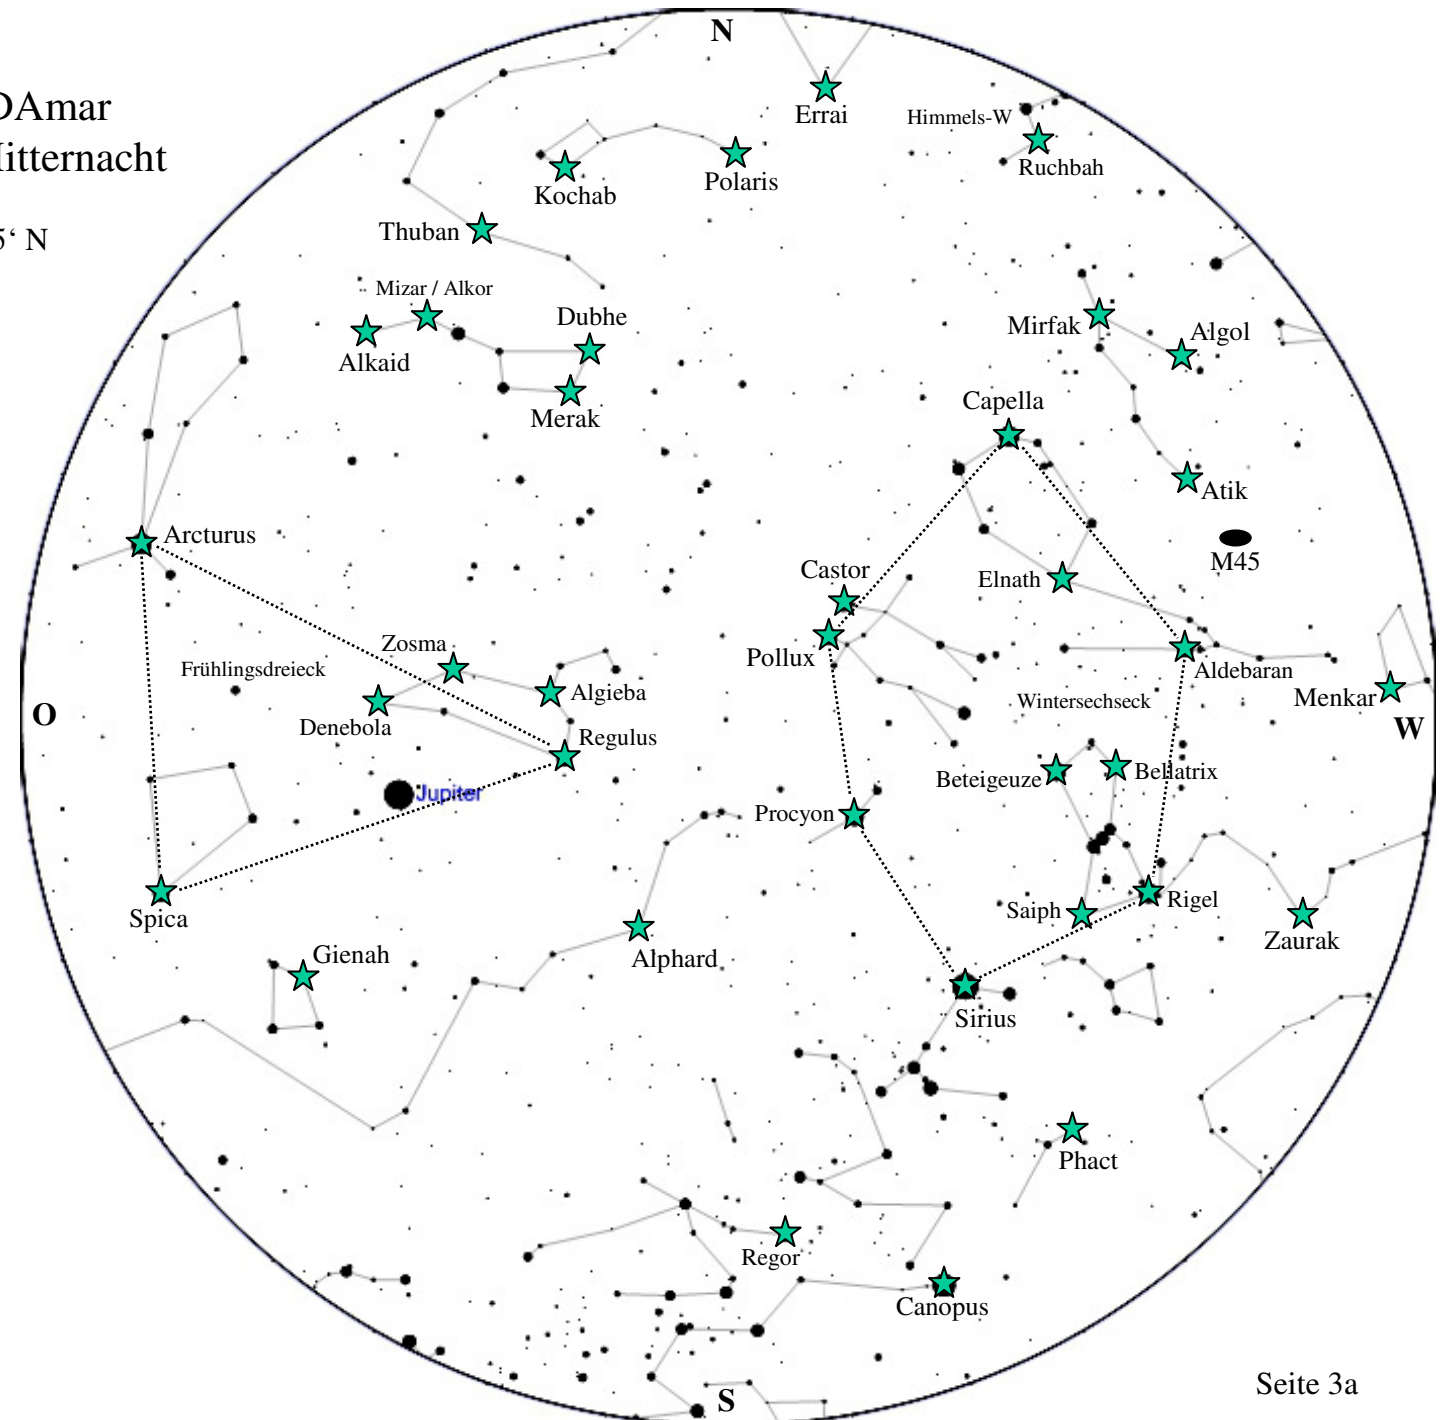 N
DAmar
Mitternacht
5‘ N
Errai
Himmels-W
Ruchbah
Kochab
Polaris
Thuban
Mizar / Alkor
Dubhe
Alkaid
Merak
Mirfak
Algol
Capella
Atik
Arcturus
M45
Castor
Elnath
Pollux
Zosma
Frühlingsdreieck
Algieba
Aldebaran
Menkar
Wintersechseck
O
Denebola
W
Regulus
Beteigeuze
Bellatrix
Jupiter
Procyon
Spica
Saiph
Rigel
Zaurak
Gienah
Alphard
Sirius
Phact
Regor
Canopus
S
Seite 3a